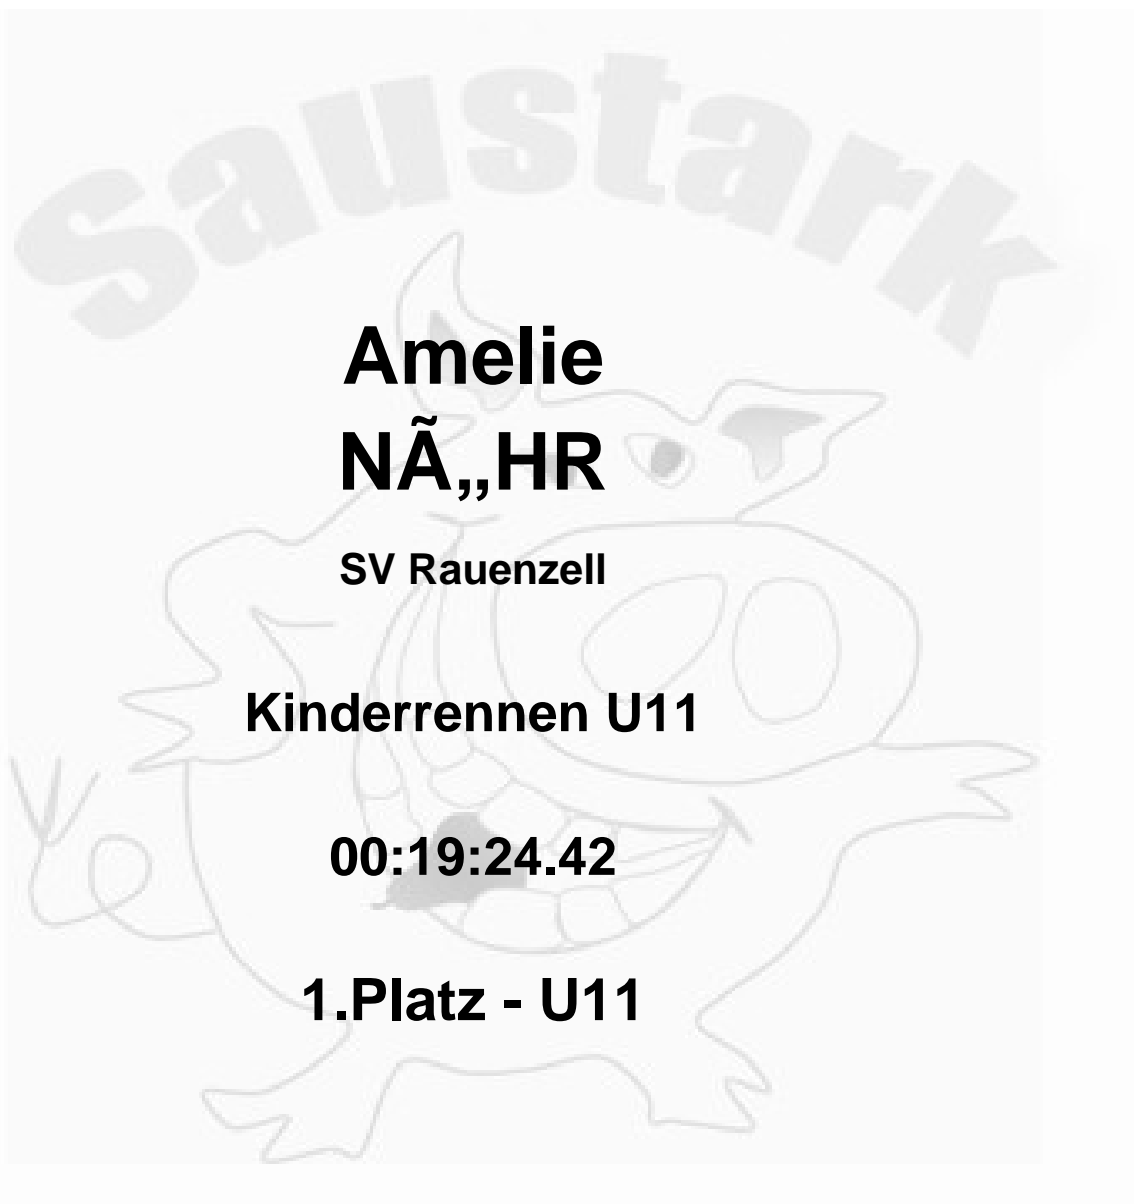 Saustark
Amelie
NÃ„HR
SV Rauenzell
Kinderrennen U11
00:19:24.42
1.Platz - U11